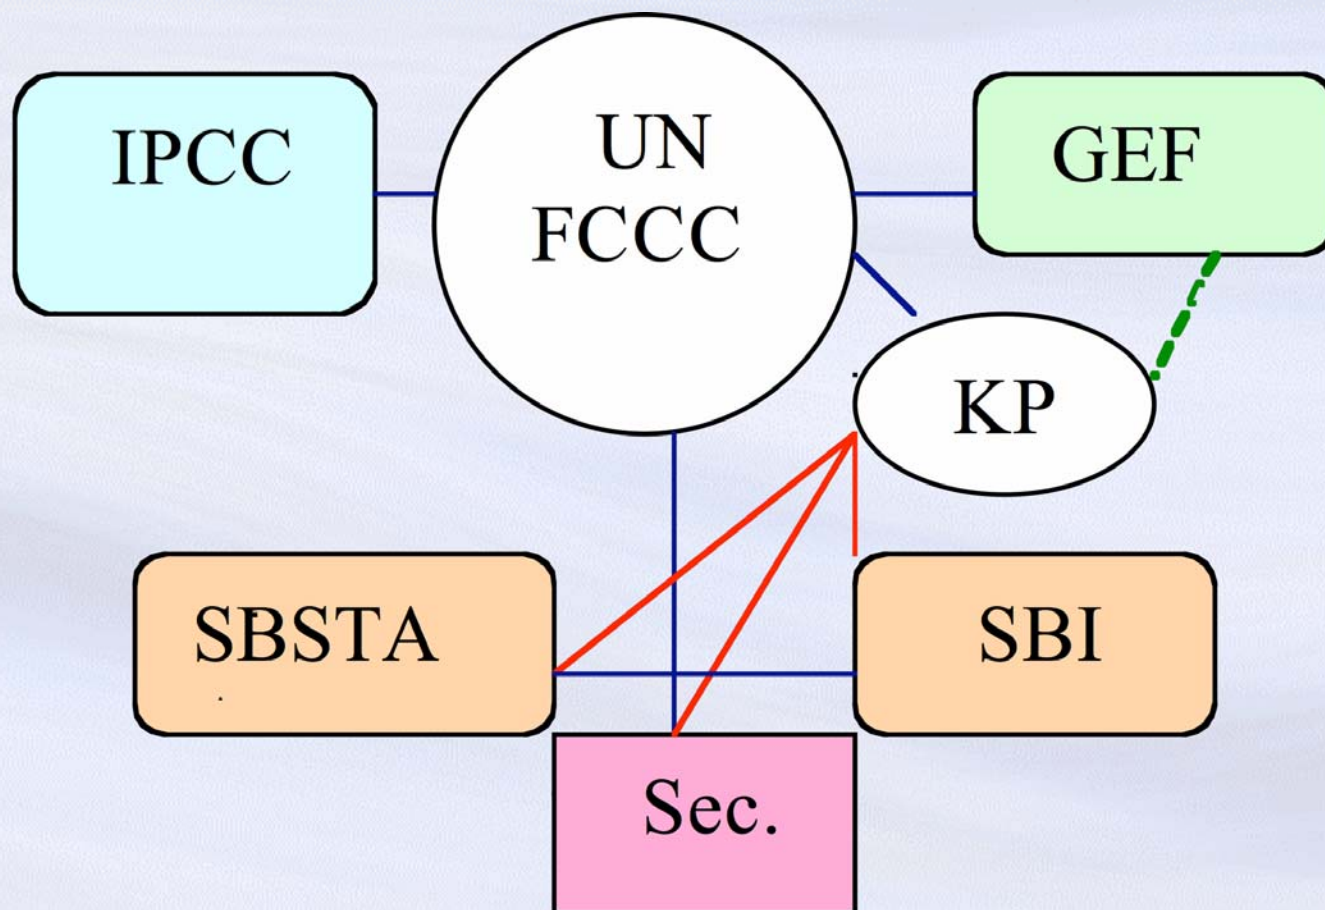 IPCC
UN
FCCC
GEF
KP
SBSTA
SBI
Sec.